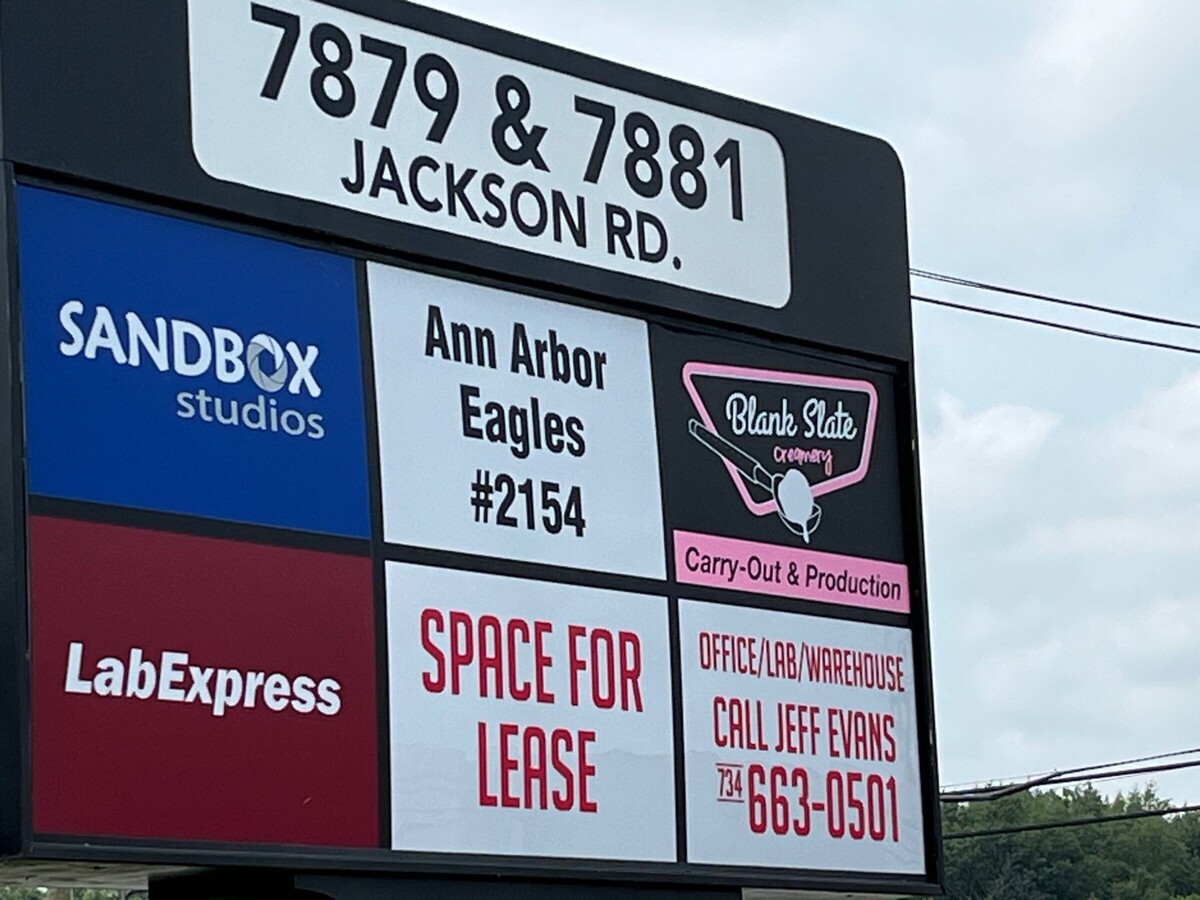 7879 & 7881
JACKSON RD.
SANDBOX
studios
Ann Arbor
Eagles
#2154
Blank Slate
creamery
Carry-Out & Production
LabExpress
SPACE FOR
LEASE
OFFICE/LAB/WAREHOUSE
CALL JEFF EVANS
734 663-0501